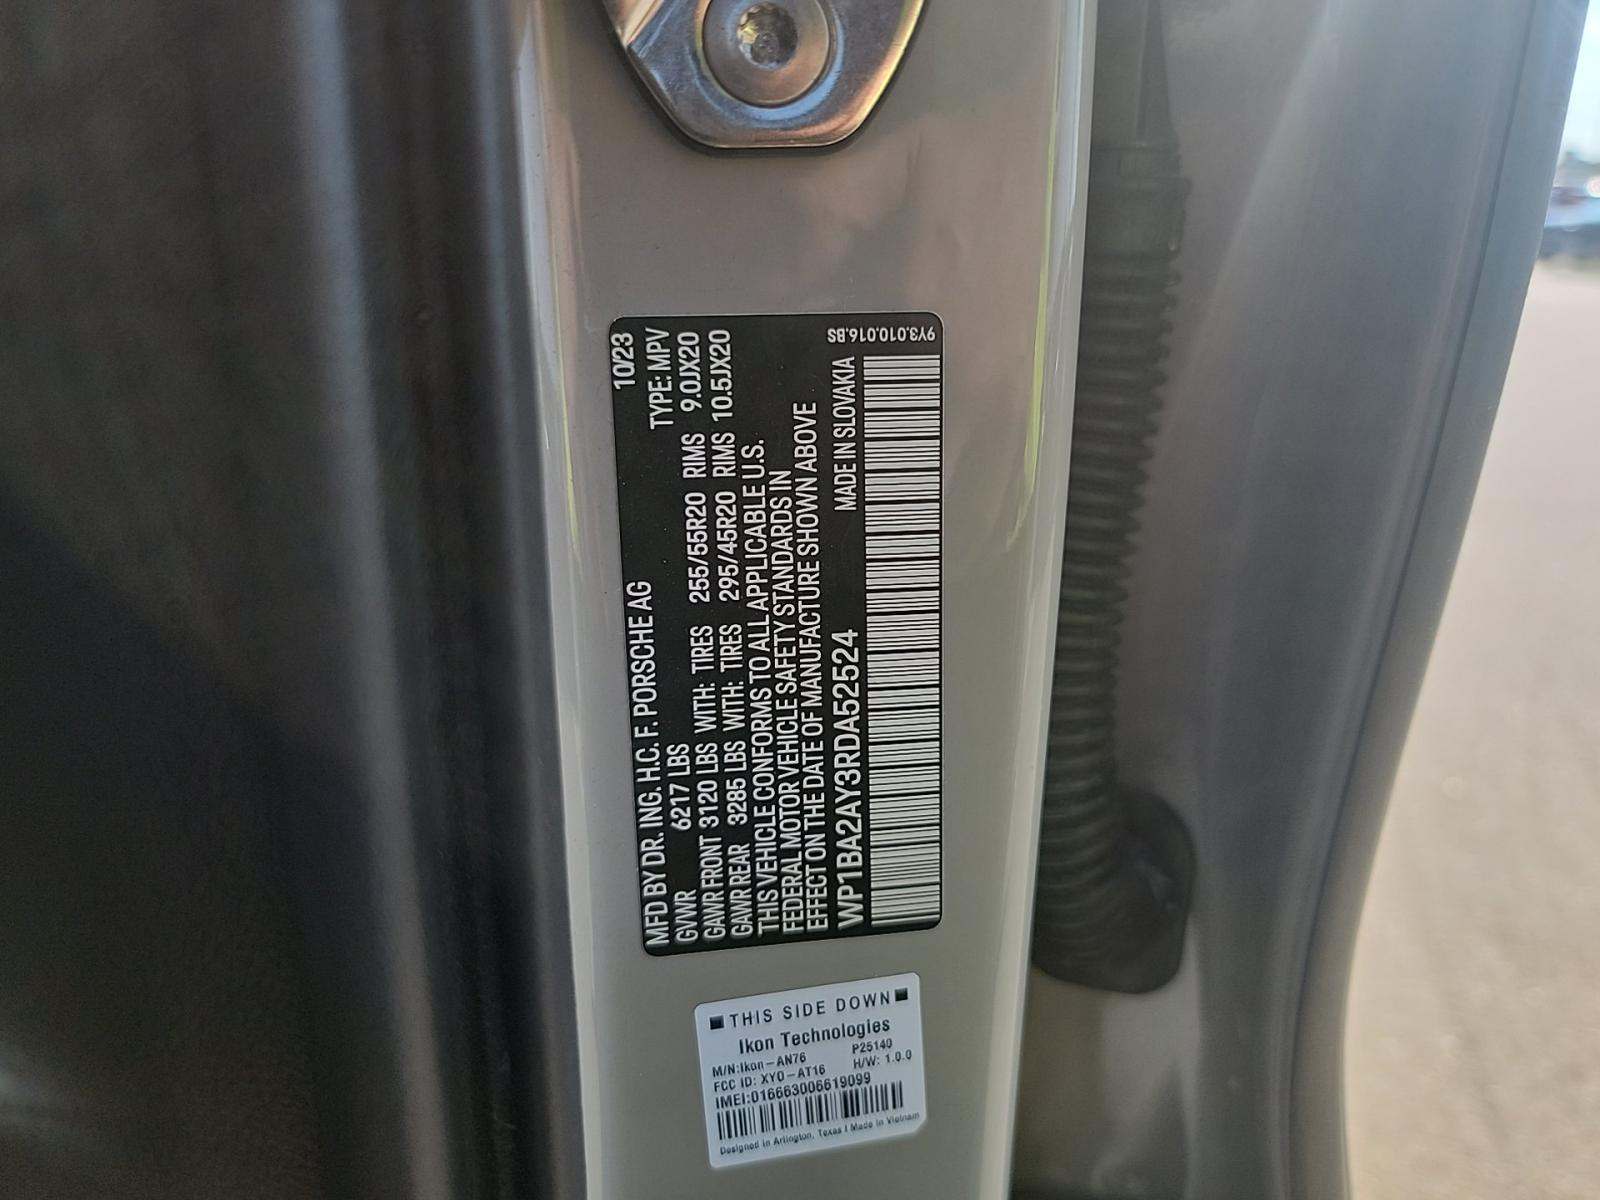 10/23
MFD BY DR. ING. H.C. F. PORSCHE AG
GVWR 6217 LBS TYPE: MPV
GAWR FRONT 3120 LBS WITH: TIRES 255/55R20 RIMS 9.0JX20
GAWR REAR 3285 LBS WITH: TIRES 295/45R20 RIMS 10.5JX20
THIS VEHICLE CONFORMS TO ALL APPLICABLE U.S.
FEDERAL MOTOR VEHICLE SAFETY STANDARDS IN
EFFECT ON THE DATE OF MANUFACTURE SHOWN ABOVE
WP1BA2AY3RDA52524 MADE IN SLOVAKIA
9Y3.010.016.BS
THIS SIDE DOWN
Ikon Technologies
M/N:Ikon-AN76 P25140
FCC ID: XYO-AT16 H/W: 1.0.0
IMEI:016663006619099
Designed in Arlington, Texas | Made in Vietnam